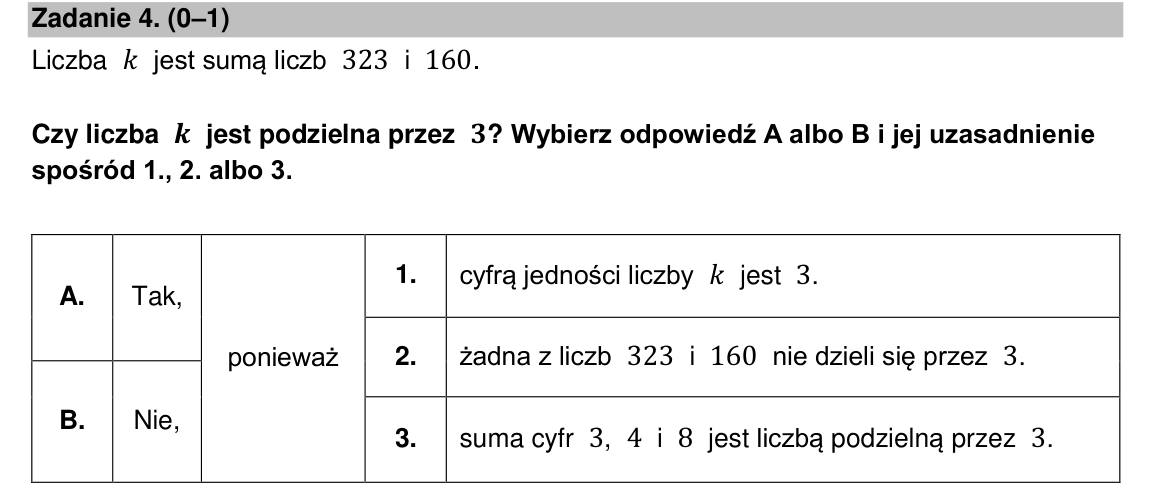 Zadanie 4. (0–1)
Liczba k jest sumą liczb 323 i 160.
Czy liczba k jest podzielna przez 3? Wybierz odpowiedź A albo B i jej uzasadnienie
spośród 1., 2. albo 3.
A. Tak,
B. Nie,
ponieważ
1. cyfrą jedności liczby k jest 3.
2. żadna z liczb 323 i 160 nie dzieli się przez 3.
3. suma cyfr 3, 4 i 8 jest liczbą podzielną przez 3.